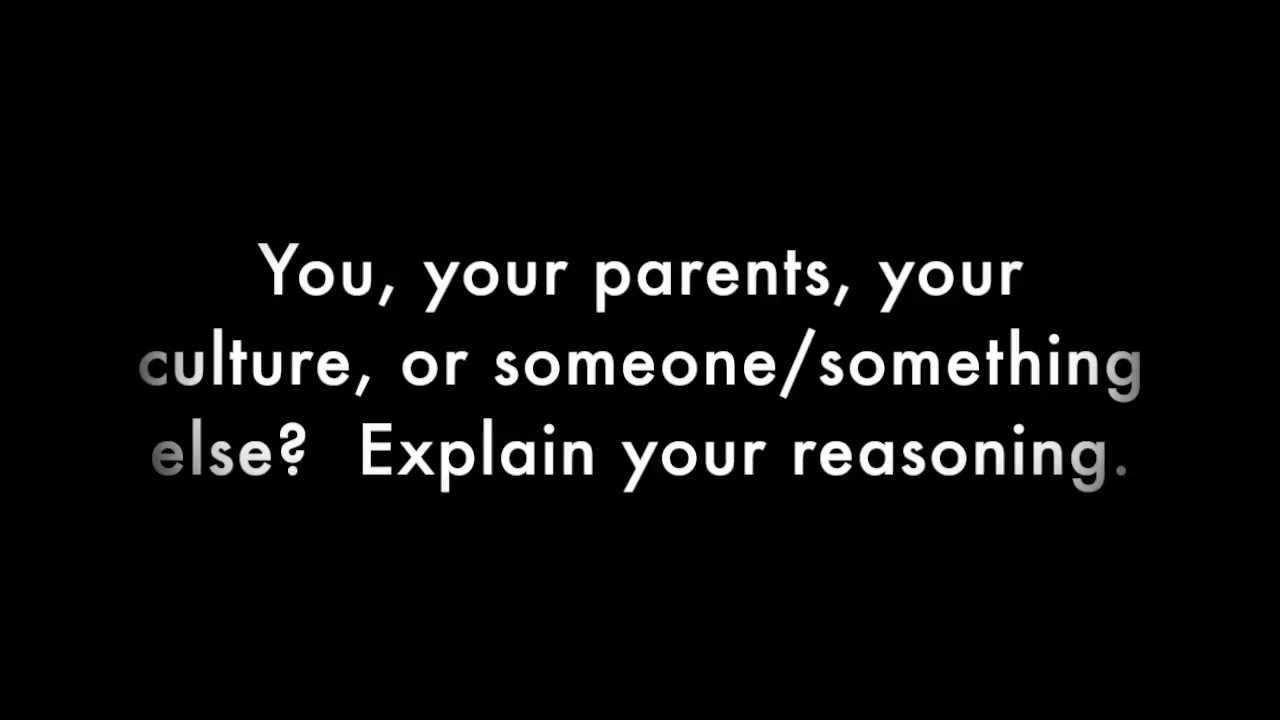 You, your parents, your
culture, or someone/something
else?  Explain your reasoning.